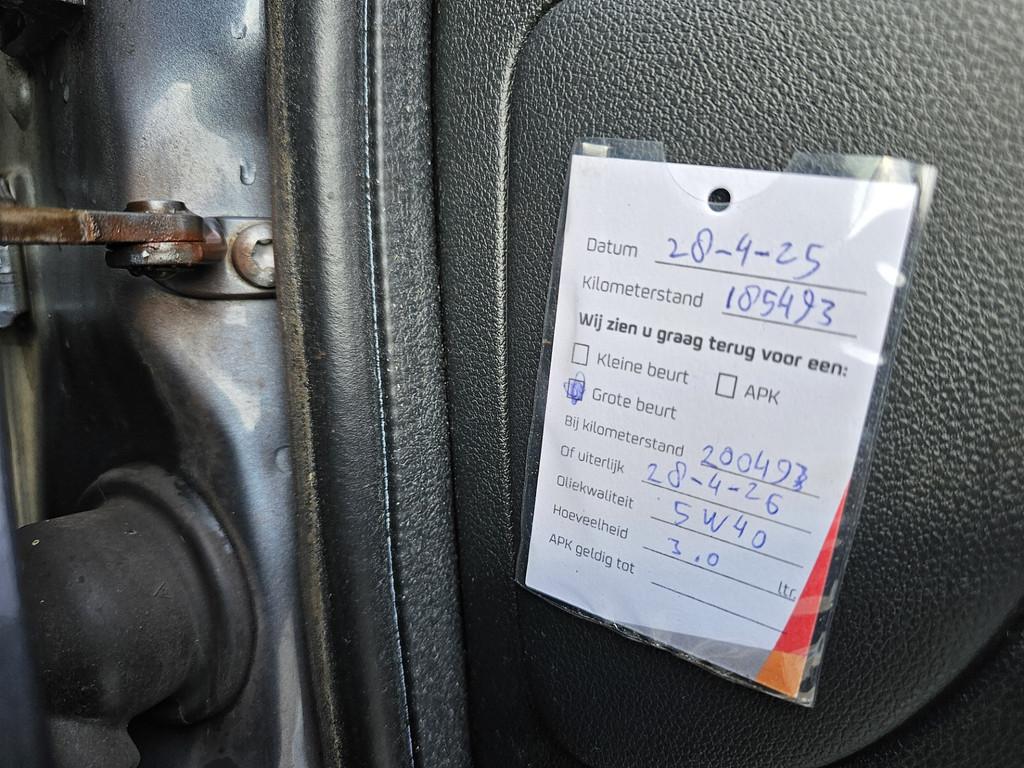 Datum 28-4-25
Kilometerstand 185493
Wij zien u graag terug voor een:
Kleine beurt APK
Grote beurt
Bij kilometerstand 200493
Of uiterlijk 28-4-26
Oliekwaliteit 5W40
Hoeveelheid 3.0 ltr.
APK geldig tot